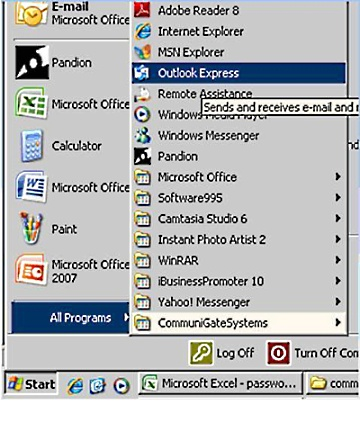 E-mail
Microsoft Office
Pandion
Microsoft Office
Calculator
Microsoft Office
Paint
Microsoft Office
2007
All Programs
Adobe Reader 8
Internet Explorer
MSN Explorer
Outlook Express
Remote Assistance
Sends and receives e-mail and
Windows Media Player
Windows Messenger
Pandion
Microsoft Office
Software995
Camtasia Studio 6
Instant Photo Artist 2
WinRAR
iBusinessPromoter 10
Yahoo! Messenger
CommuniGateSystems
Log Off
Turn Off Com
Start
Microsoft Excel - passwo...
comm